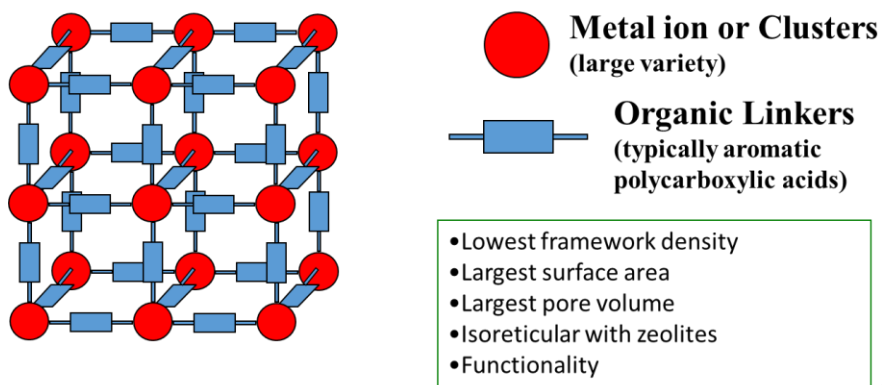 Metal ion or Clusters
(large variety)
Organic Linkers
(typically aromatic
polycarboxylic acids)
•Lowest framework density
•Largest surface area
•Largest pore volume
•Isoreticular with zeolites
•Functionality